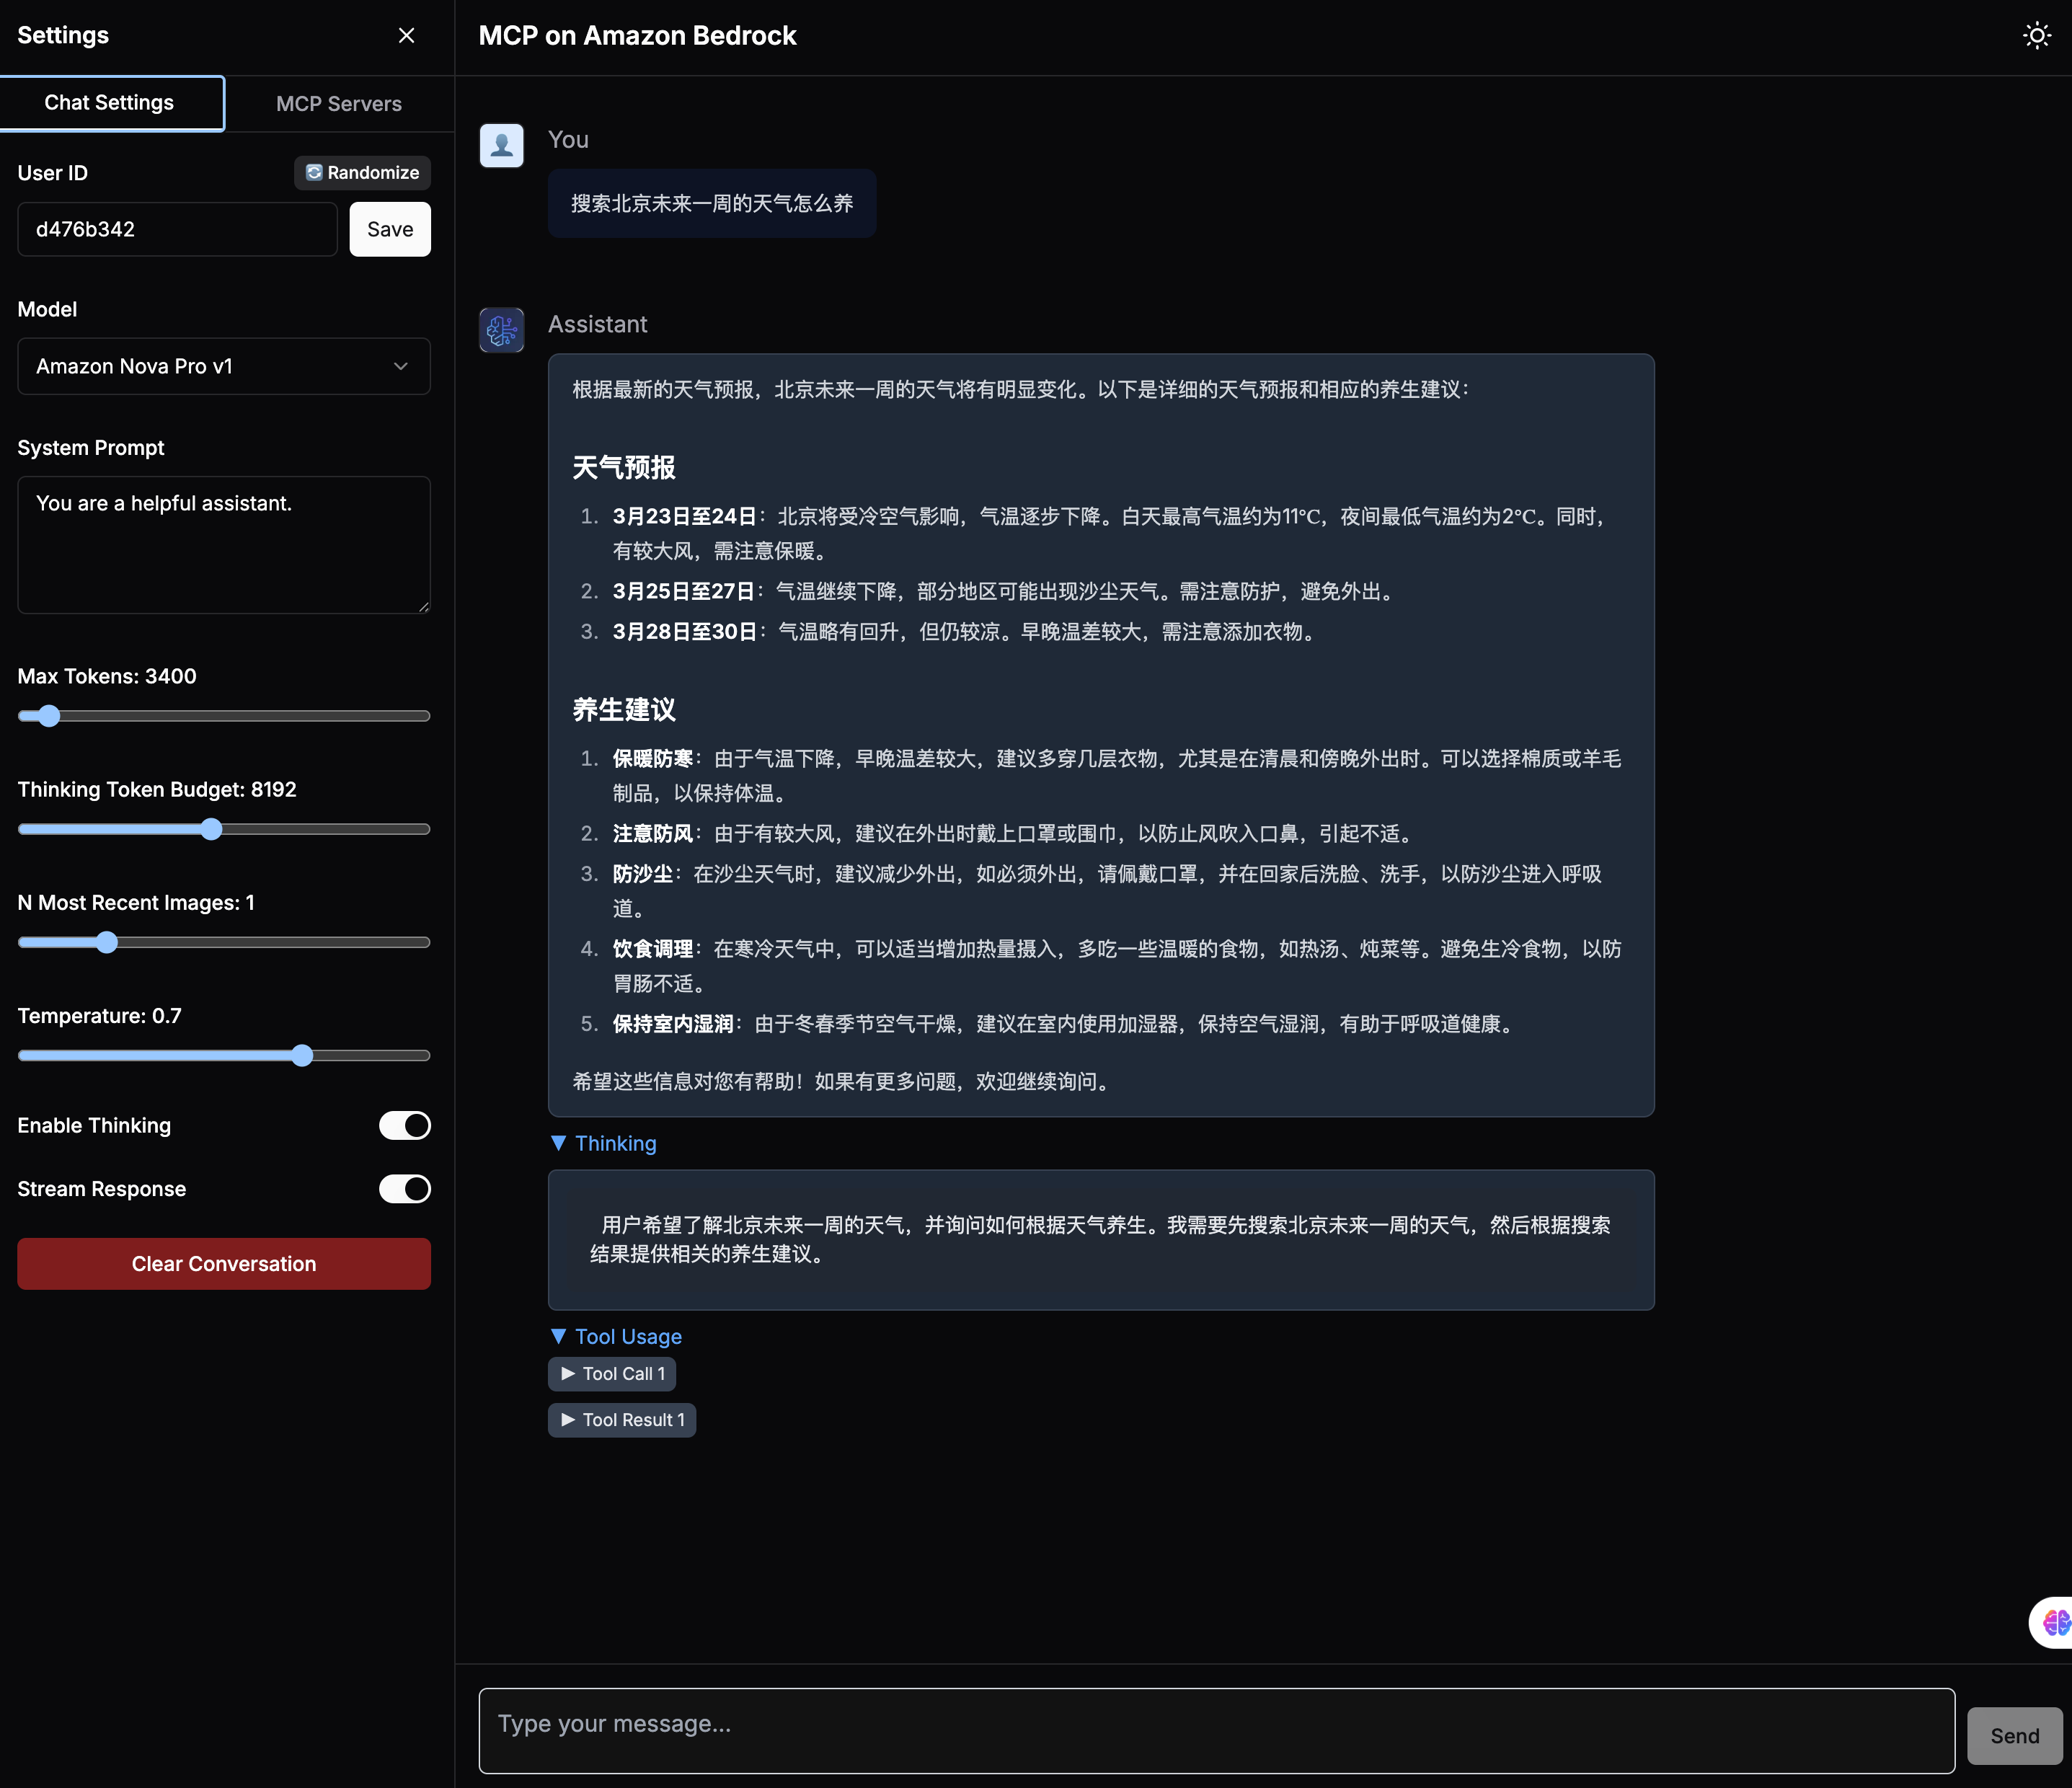 Settings
Chat Settings
MCP Servers
User ID
Randomize
d476b342
Save
Model
Amazon Nova Pro v1
System Prompt
You are a helpful assistant.
Max Tokens: 3400
Thinking Token Budget: 8192
N Most Recent Images: 1
Temperature: 0.7
Enable Thinking
Stream Response
Clear Conversation
MCP on Amazon Bedrock
You
搜索北京未来一周的天气怎么养
Assistant
根据最新的天气预报，北京未来一周的天气将有明显变化。以下是详细的天气预报和相应的养生建议：
天气预报
1. 3月23日至24日：北京将受冷空气影响，气温逐步下降。白天最高气温约为11℃，夜间最低气温约为2℃。同时，
有较大风，需注意保暖。
2. 3月25日至27日：气温继续下降，部分地区可能出现沙尘天气。需注意防护，避免外出。
3. 3月28日至30日：气温略有回升，但仍较凉。早晚温差较大，需注意添加衣物。
养生建议
1. 保暖防寒：由于气温下降，早晚温差较大，建议多穿几层衣物，尤其是在清晨和傍晚外出时。可以选择棉质或羊毛
制品，以保持体温。
2. 注意防风：由于有较大风，建议在外出时戴上口罩或围巾，以防止风吹入口鼻，引起不适。
3. 防沙尘：在沙尘天气时，建议减少外出，如必须外出，请佩戴口罩，并在回家后洗脸、洗手，以防沙尘进入呼吸
道。
4. 饮食调理：在寒冷天气中，可以适当增加热量摄入，多吃一些温暖的食物，如热汤、炖菜等。避免生冷食物，以防
胃肠不适。
5. 保持室内湿润：由于冬春季节空气干燥，建议在室内使用加湿器，保持空气湿润，有助于呼吸道健康。
希望这些信息对您有帮助！如果有更多问题，欢迎继续询问。
▼ Thinking
用户希望了解北京未来一周的天气，并询问如何根据天气养生。我需要先搜索北京未来一周的天气，然后根据搜索
结果提供相关的养生建议。
▼ Tool Usage
▶ Tool Call 1
▶ Tool Result 1
Type your message...
Send